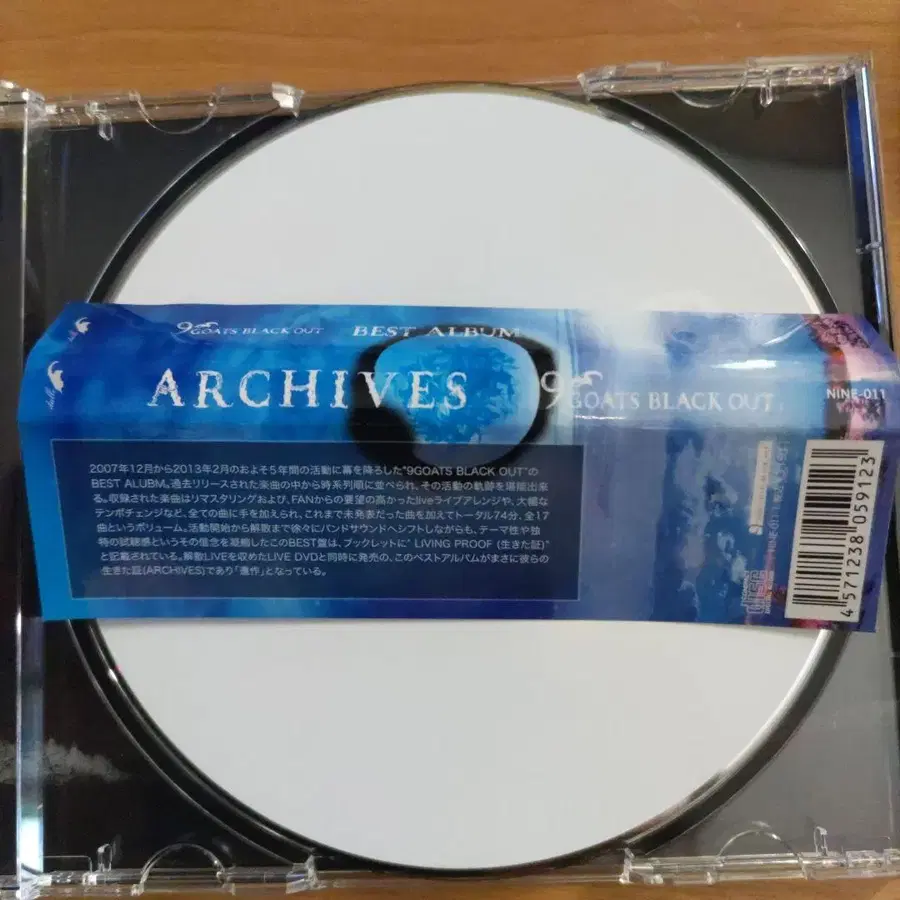 9GOATS BLACK OUT BEST ALBUM
ARCHIVES 9GOATS BLACK OUT
NINE-011
2007年12月から2013年2月のおよそ5年間の活動に幕を降ろした"9GOATS BLACK OUT"の
BEST ALUBM。過去リリースされた楽曲の中から時系列順に並べられ、その活動の軌跡を堪能出来
る。収録された楽曲はリマスタリングおよび、FANからの要望の高かったliveライブアレンジや、大幅な
テンポチェンジなど、全ての曲に手を加えられ、これまで未発表だった曲を加えてトータル74分、全17
曲というボリューム。活動開始から解散まで徐々にバンドサウンドへシフトしながらも、テーマ性や独
特の試聴感というその信念を凝縮したこのBEST盤は、ブックレットに" LIVING PROOF (生きた証)"
と記載されている。解散LIVEを収めたLIVE DVDと同時に発売の、このベストアルバムがまさに彼らの
生きた証(ARCHIVES)であり「遺作」となっている。
4 571238 059123